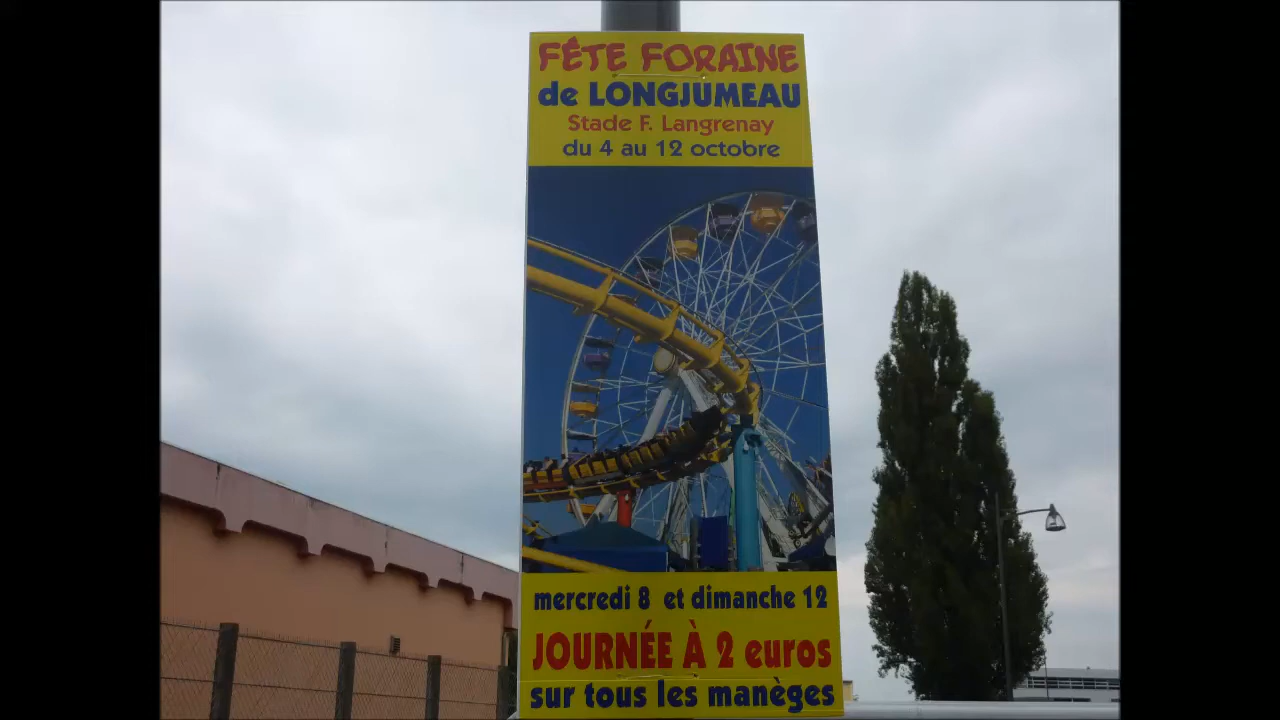 FÊTE FORAINE
de LONGJUMEAU
Stade F. Langrenay
du 4 au 12 octobre
mercredi 8 et dimanche 12
JOURNÉE À 2 euros
sur tous les manèges